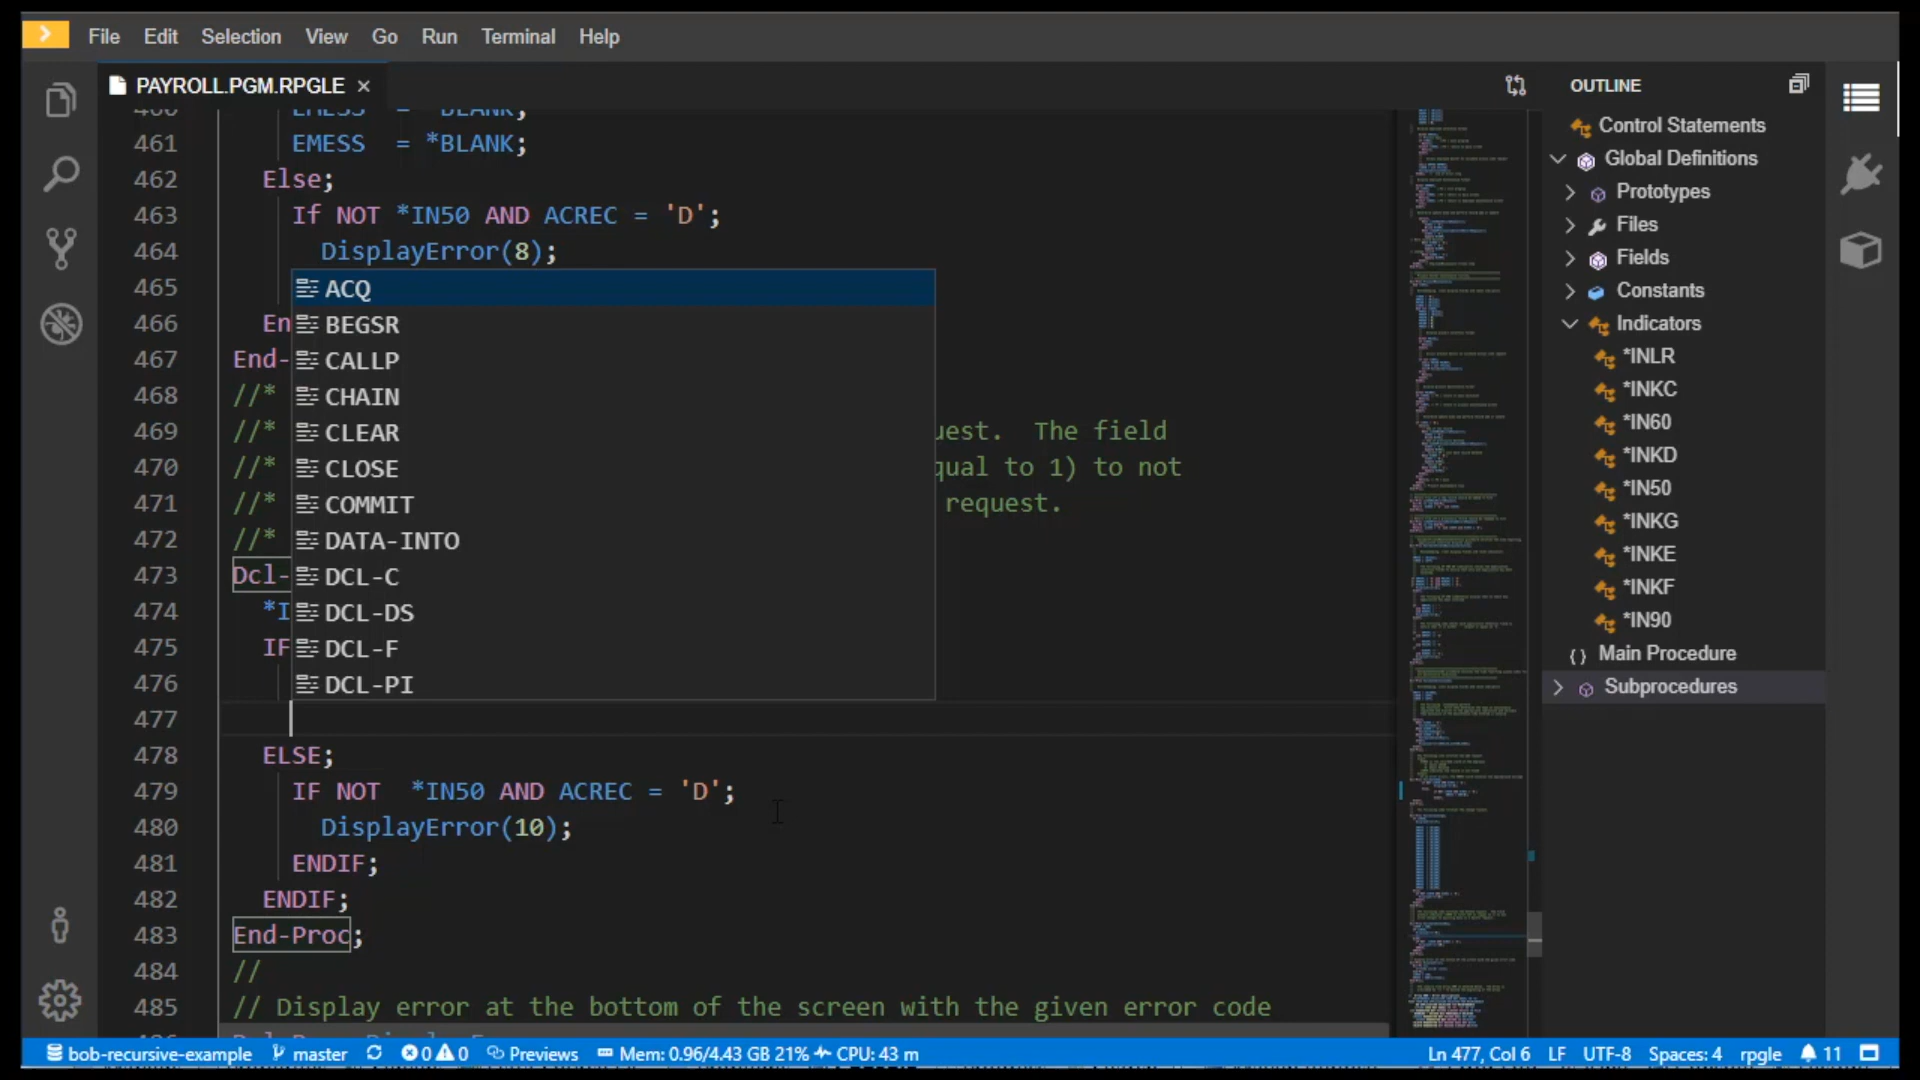 File Edit Selection View Go Run Terminal Help
PAYROLL.PGM.RPGLE ×
EMESS = *BLANK;
461 EMESS = *BLANK;
462 Else;
463 If NOT *IN50 AND ACREC = 'D';
464 DisplayError(8);
465 ACQ
BEGSR
466 En
CALLP
467 End-
468 //* CHAIN
469 //* CLEAR uest. The field
470 //* CLOSE qual to 1) to not
471 //* COMMIT request.
472 //* DATA-INTO
473 Dcl- DCL-C
474 *I DCL-DS
475 IF DCL-F
476 DCL-PI
477
478 ELSE;
479 IF NOT *IN50 AND ACREC = 'D';
480 DisplayError(10);
481 ENDIF;
482 ENDIF;
483 End-Proc;
484 //
485 // Display error at the bottom of the screen with the given error code
OUTLINE
Control Statements
Global Definitions
Prototypes
Files
Fields
Constants
Indicators
*INLR
*INKC
*IN60
*INKD
*IN50
*INKG
*INKE
*INKF
*IN90
Main Procedure
Subprocedures
bob-recursive-example master 0 0 Previews Mem: 0.96/4.43 GB 21% CPU: 43 m Ln 477, Col 6 LF UTF-8 Spaces: 4 rpgle 11